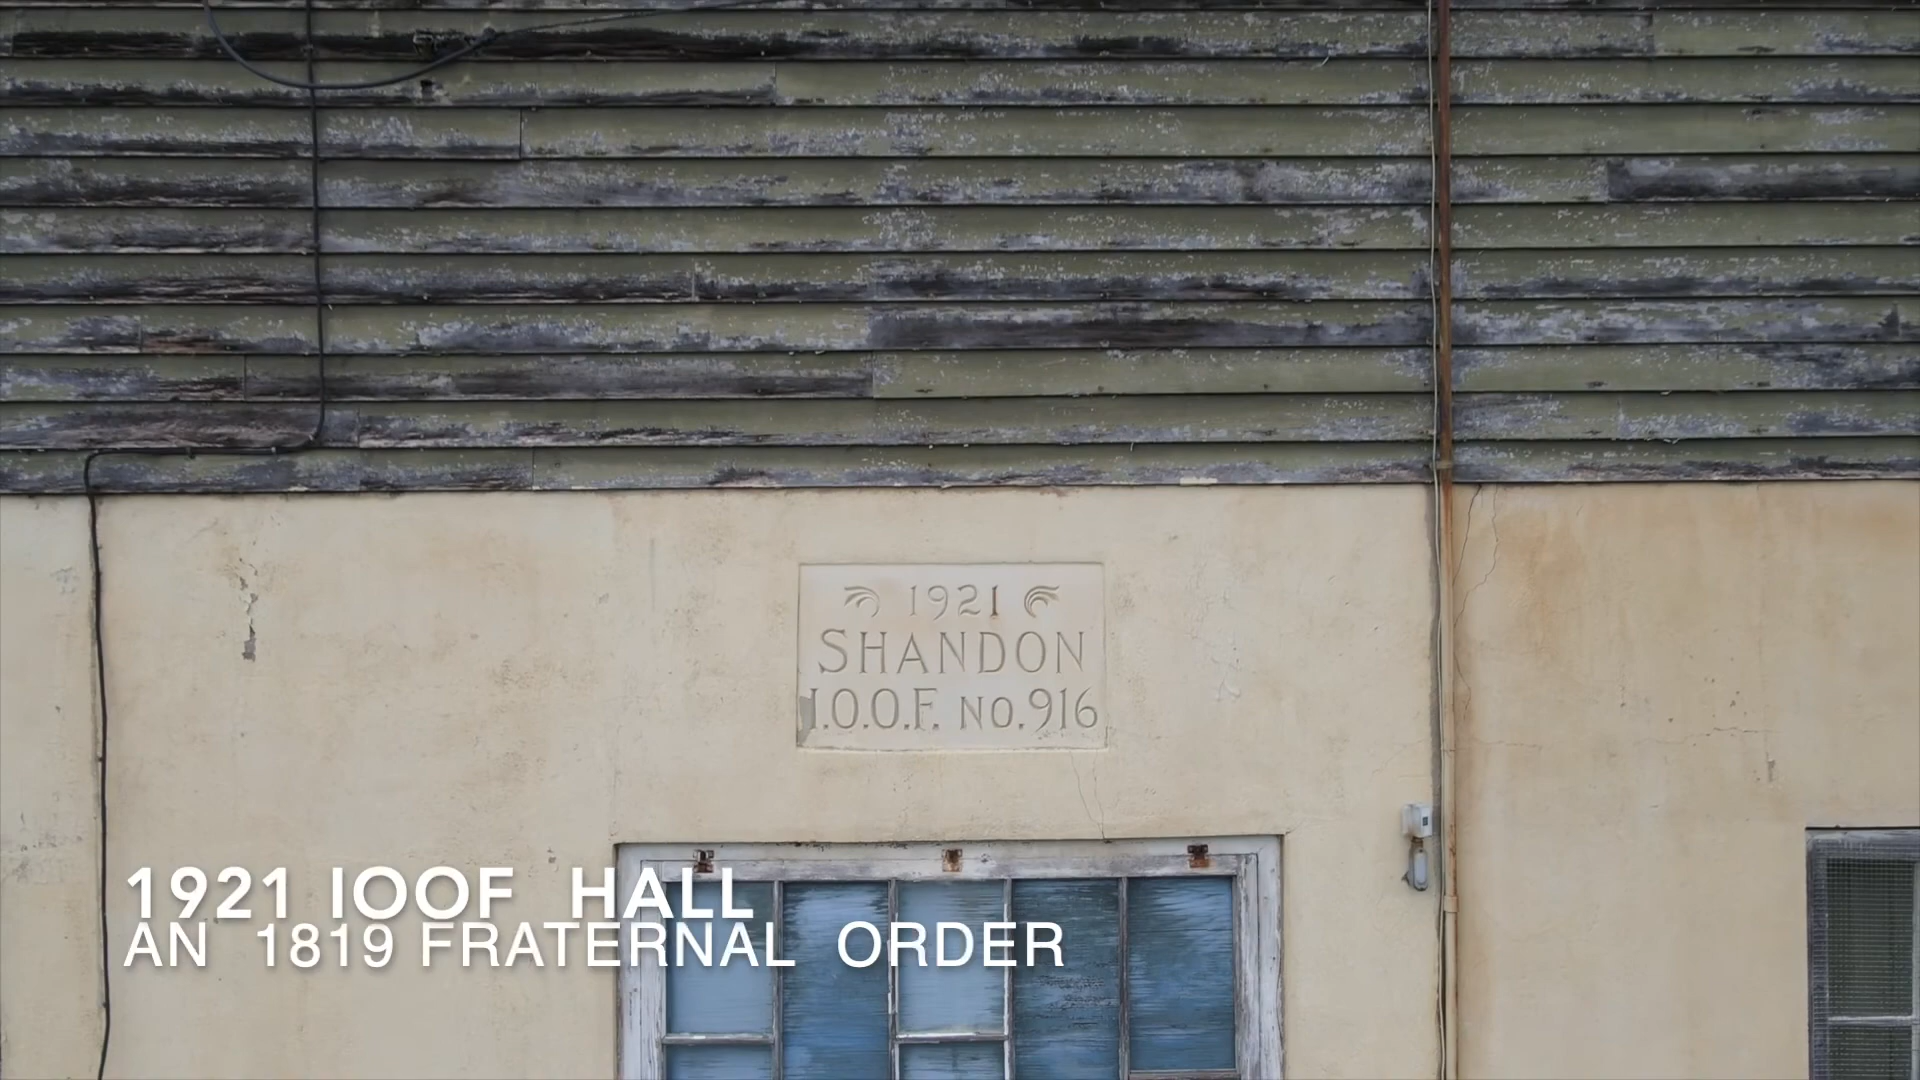 1921
SHANDON
I.O.O.F. NO.916
1921 IOOF HALL
AN 1819 FRATERNAL ORDER